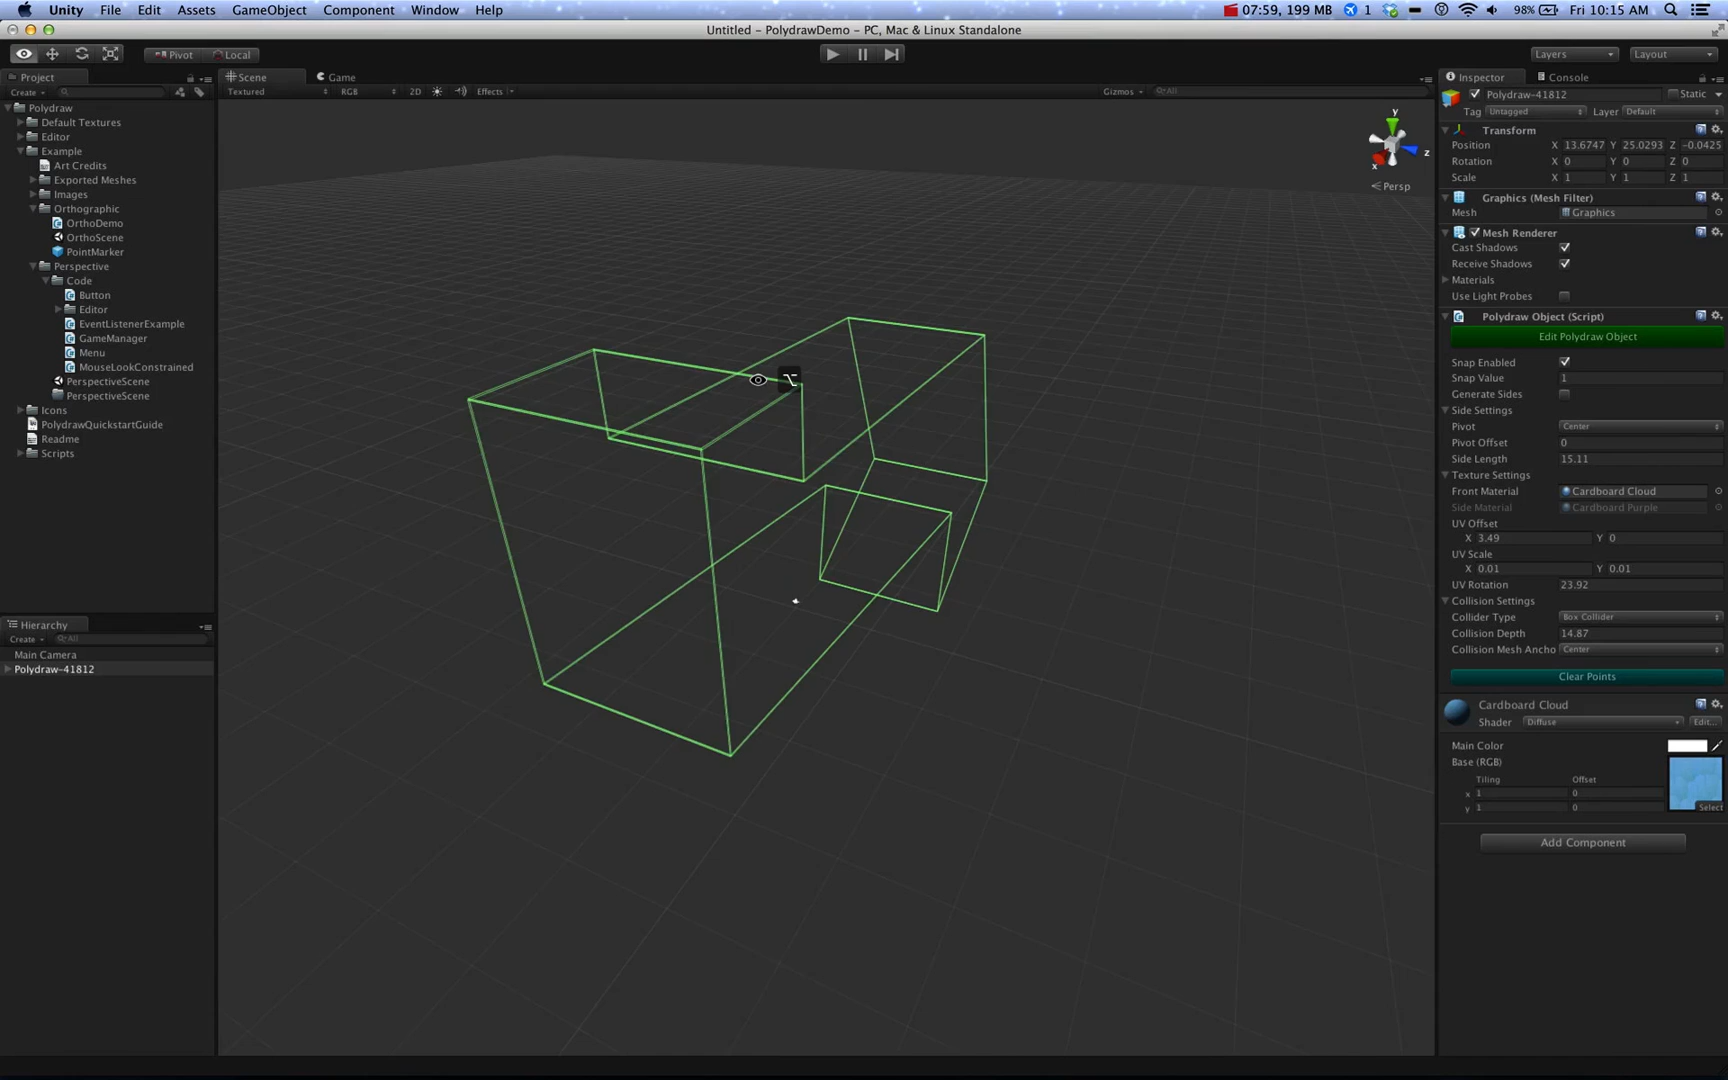 Unity File Edit Assets GameObject Component Window Help 07:59, 199 MB 1 98% Fri 10:15 AM
Untitled - PolydrawDemo - PC, Mac & Linux Standalone
Pivot Local Layers Layout
Project Scene Game Inspector Console
Create Textured RGB 2D Effects Gizmos All
Polydraw-41812 Static
Tag Untagged Layer Default
Polydraw
Default Textures
Editor
Example
Art Credits
Exported Meshes
Images
Orthographic
OrthoDemo
OrthoScene
PointMarker
Perspective
Code
Button
Editor
EventListenerExample
GameManager
Menu
MouseLookConstrained
PerspectiveScene
PerspectiveScene
Icons
PolydrawQuickstartGuide
Readme
Scripts
Hierarchy
Create All
Main Camera
Polydraw-41812
y
z
x
Persp
Transform
Position X 13.6747 Y 25.0293 Z -0.0425
Rotation X 0 Y 0 Z 0
Scale X 1 Y 1 Z 1
Graphics (Mesh Filter)
Mesh Graphics
Mesh Renderer
Cast Shadows
Receive Shadows
Materials
Use Light Probes
Polydraw Object (Script)
Edit Polydraw Object
Snap Enabled
Snap Value 1
Generate Sides
Side Settings
Pivot Center
Pivot Offset 0
Side Length 15.11
Texture Settings
Front Material Cardboard Cloud
Side Material Cardboard Purple
UV Offset
X 3.49 Y 0
UV Scale
X 0.01 Y 0.01
UV Rotation 23.92
Collision Settings
Collider Type Box Collider
Collision Depth 14.87
Collision Mesh Ancho Center
Clear Points
Cardboard Cloud
Shader Diffuse Edit...
Main Color
Base (RGB)
Tiling Offset
x 1 0
y 1 0
Select
Add Component